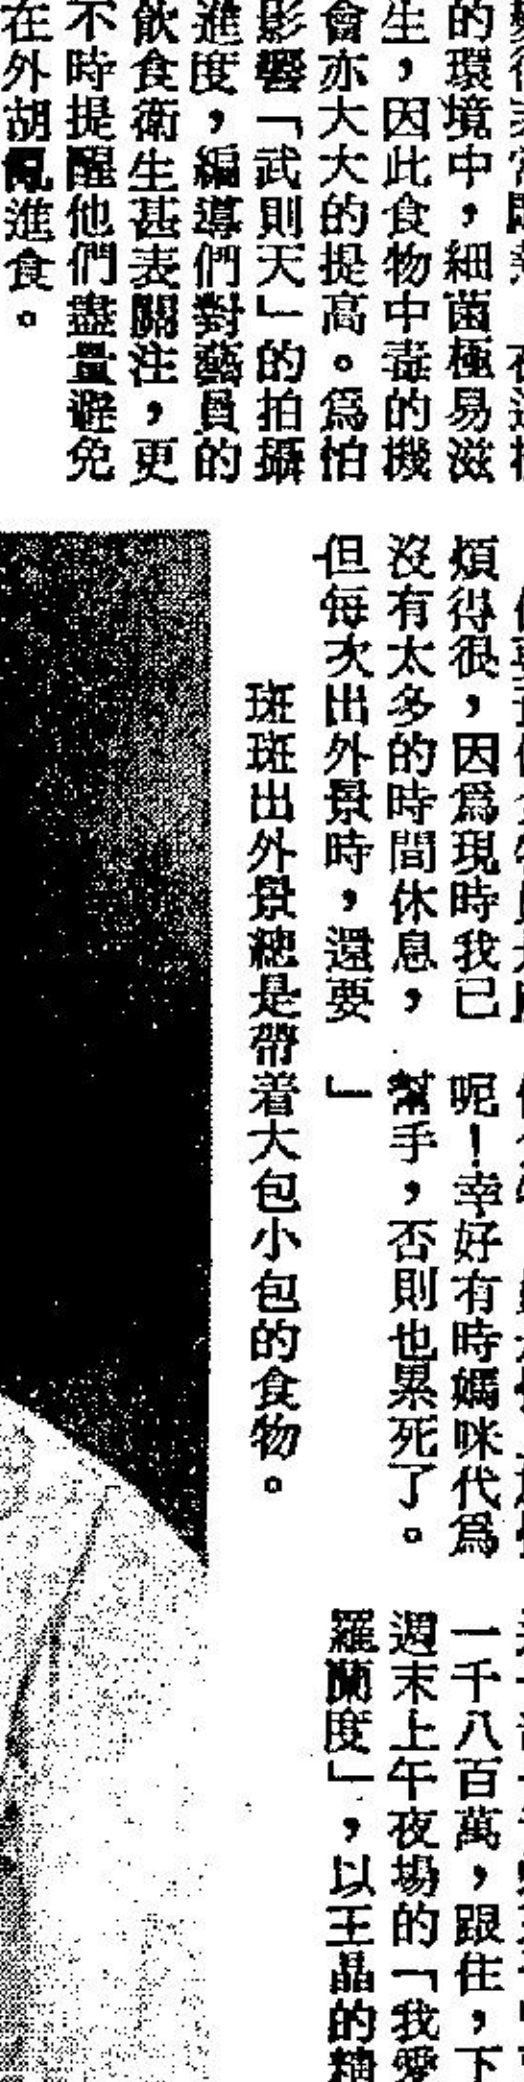 的環境中，細菌極易滋
生，因此食物中毒的機
會亦大大的提高。爲怕
影響「武則天」的拍攝
進度，編導們對藝員的
飲食衛生甚表關注，更
不時提醒他們盡量避免
在外胡亂進食。
煩得很，因爲現時我已
沒有太多的時間休息，
但每次出外景時，還要
呢！幸好有時媽咪代爲
幫手，否則也累死了。
」
斑斑出外景總是帶着大包小包的食物。
一千八百萬，跟住，下
週末上午夜場的「我愛
羅蘭度」，以王晶的精